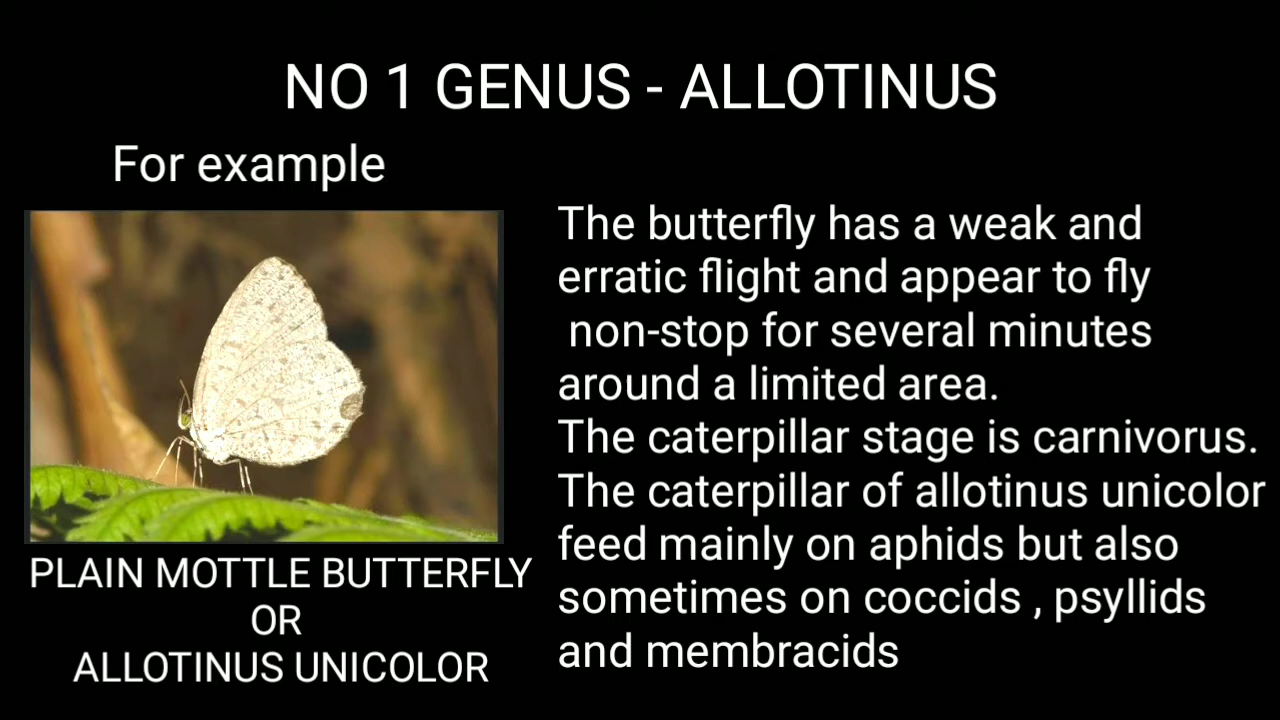 NO 1 GENUS - ALLOTINUS
For example
The butterfly has a weak and
erratic flight and appear to fly
non-stop for several minutes
around a limited area.
The caterpillar stage is carnivorus.
The caterpillar of allotinus unicolor
feed mainly on aphids but also
sometimes on coccids , psyllids
and membracids
PLAIN MOTTLE BUTTERFLY
OR
ALLOTINUS UNICOLOR